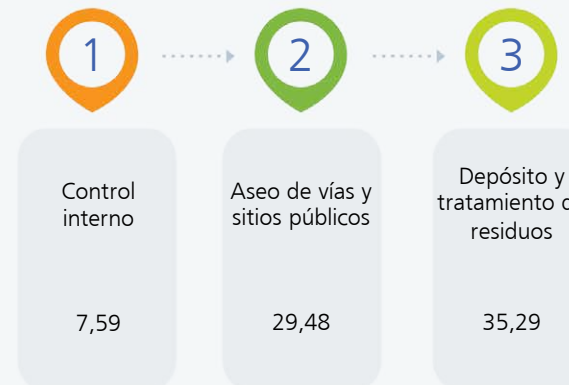 1
2
3
Control
interno
7,59
Aseo de vías y
sitios públicos
29,48
Depósito y
tratamiento
residuos
35,29